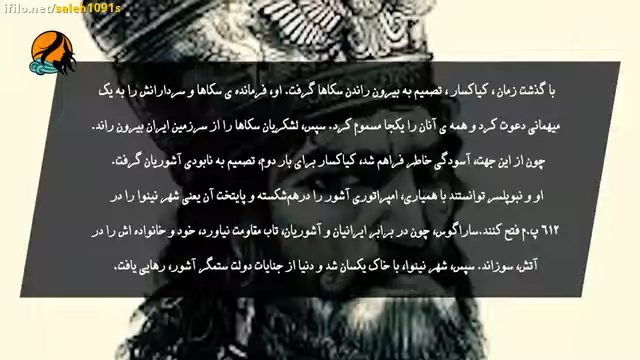 ifilo.net/saleh1091s
با گذشت زمان ، کیاکسار ، تصمیم به بیرون راندن سکاها گرفت. او، فرمانده ی سکاها و سردارانش را به یک
میهمانی دعوت کرد و همه ی آنان را یکجا مسموم کرد. سپس، لشکریان سکاها را از سرزمین ایران بیرون راند.
چون از این جهت، آسودگی خاطر فراهم شد، کیاکسار برای بار دوم، تصمیم به نابودی آشوریان گرفت.
او و نبوپلسر توانستند با همیاری، امپراتوری آشور را درهم‌شکسته و پایتخت آن یعنی شهر نینوا را در
۶۱۲ پ.م فتح کنند.ساراگوس، چون در برابر ایرانیان و آشوریان، تاب مقاومت نیاورد، خود و خانواده اش را در
آتش، سوزاند. سپس، شهر نینوا، با خاک یکسان شد و دنیا از جنایات دولت ستمگر آشور، رهایی یافت.